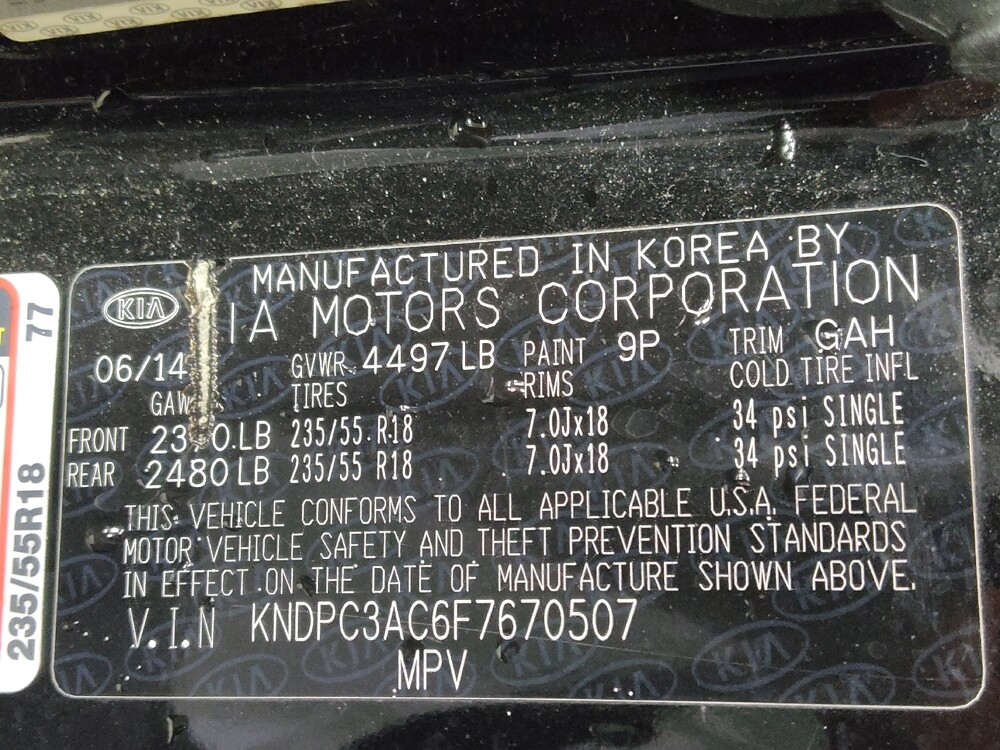 KIA
MANUFACTURED IN KOREA BY
IA MOTORS CORPORATION
06/14 GVWR 4497 LB PAINT 9P TRIM GAH
GAW TIRES RIMS COLD TIRE INFL
FRONT LB 235/55 R18 7.0Jx18 34 psi SINGLE
REAR 2480 LB 235/55 R18 7.0Jx18 34 psi SINGLE
THIS VEHICLE CONFORMS TO ALL APPLICABLE U.S.A. FEDERAL
MOTOR VEHICLE SAFETY AND THEFT PREVENTION STANDARDS
IN EFFECT ON THE DATE OF MANUFACTURE SHOWN ABOVE.
V.I.N KNDPC3AC6F7670507
MPV
235/55R18 77